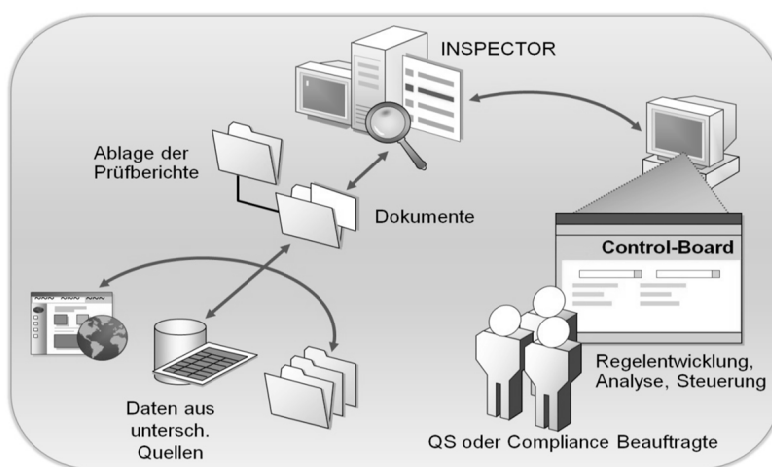 INSPECTOR
Ablage der
Prüfberichte
Dokumente
Control-Board
Regelentwicklung,
Analyse, Steuerung
Daten aus
untersch.
Quellen
QS oder Compliance Beauftragte